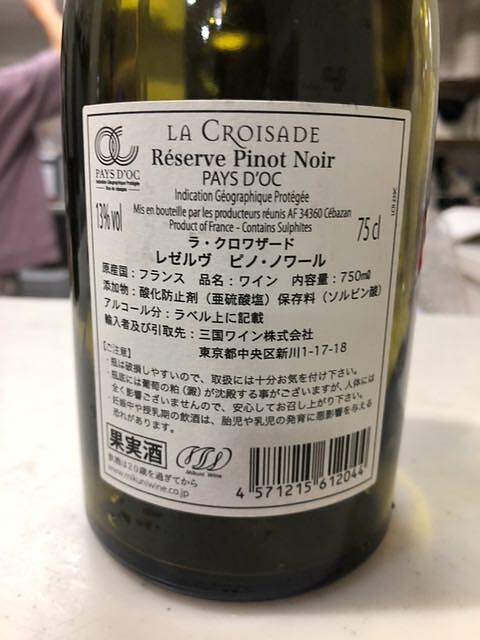 LA CROISADE
Réserve Pinot Noir
PAYS D'OC
Indication Géographique Protégée
PAYS D'OC
Indication Géographique Protégée
13% vol
Mis en bouteille par les producteurs réunis AF 34360 Cébazan
Product of France - Contains Sulphites
75 cl
ラ・クロワザード
レゼルヴ ピノ・ノワール
原産国：フランス 品名：ワイン 内容量：750㎖
添加物：酸化防止剤（亜硫酸塩）保存料（ソルビン酸）
アルコール分：ラベル上に記載
輸入者及び引取先：三国ワイン株式会社
東京都中央区新川1-17-18
【ご注意】
・瓶は破損しやすいので、取扱には十分お気を付け下さい。
・瓶底には葡萄の粕（澱）が沈殿する事がございますが、人体には
全く影響ございませんので、安心してお召し上がり下さい。
・妊娠中や授乳期の飲酒は、胎児や乳児の発育に悪影響を与える
恐れがあります。
果実酒
Mikuni Wine
飲酒は20歳を過ぎてから
www.mikuniwine.co.jp
4 571215 612044